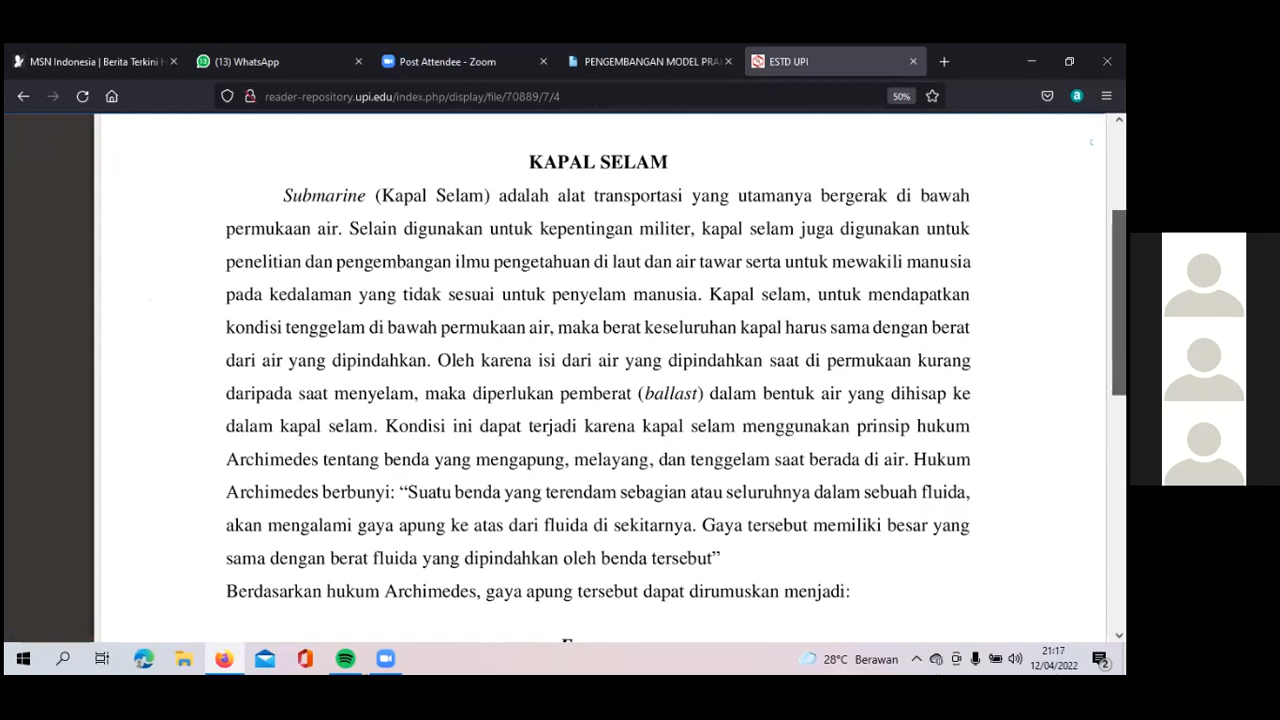 MSN Indonesia | Berita Terkini H
(13) WhatsApp
Post Attendee - Zoom
PENGEMBANGAN MODEL PRA
ESTD UPI
reader-repository.upi.edu/index.php/display/file/70889/7/4
50%
KAPAL SELAM
Submarine (Kapal Selam) adalah alat transportasi yang utamanya bergerak di bawah
permukaan air. Selain digunakan untuk kepentingan militer, kapal selam juga digunakan untuk
penelitian dan pengembangan ilmu pengetahuan di laut dan air tawar serta untuk mewakili manusia
pada kedalaman yang tidak sesuai untuk penyelam manusia. Kapal selam, untuk mendapatkan
kondisi tenggelam di bawah permukaan air, maka berat keseluruhan kapal harus sama dengan berat
dari air yang dipindahkan. Oleh karena isi dari air yang dipindahkan saat di permukaan kurang
daripada saat menyelam, maka diperlukan pemberat (ballast) dalam bentuk air yang dihisap ke
dalam kapal selam. Kondisi ini dapat terjadi karena kapal selam menggunakan prinsip hukum
Archimedes tentang benda yang mengapung, melayang, dan tenggelam saat berada di air. Hukum
Archimedes berbunyi: “Suatu benda yang terendam sebagian atau seluruhnya dalam sebuah fluida,
akan mengalami gaya apung ke atas dari fluida di sekitarnya. Gaya tersebut memiliki besar yang
sama dengan berat fluida yang dipindahkan oleh benda tersebut”
Berdasarkan hukum Archimedes, gaya apung tersebut dapat dirumuskan menjadi:
28°C Berawan
21:17
12/04/2022
2